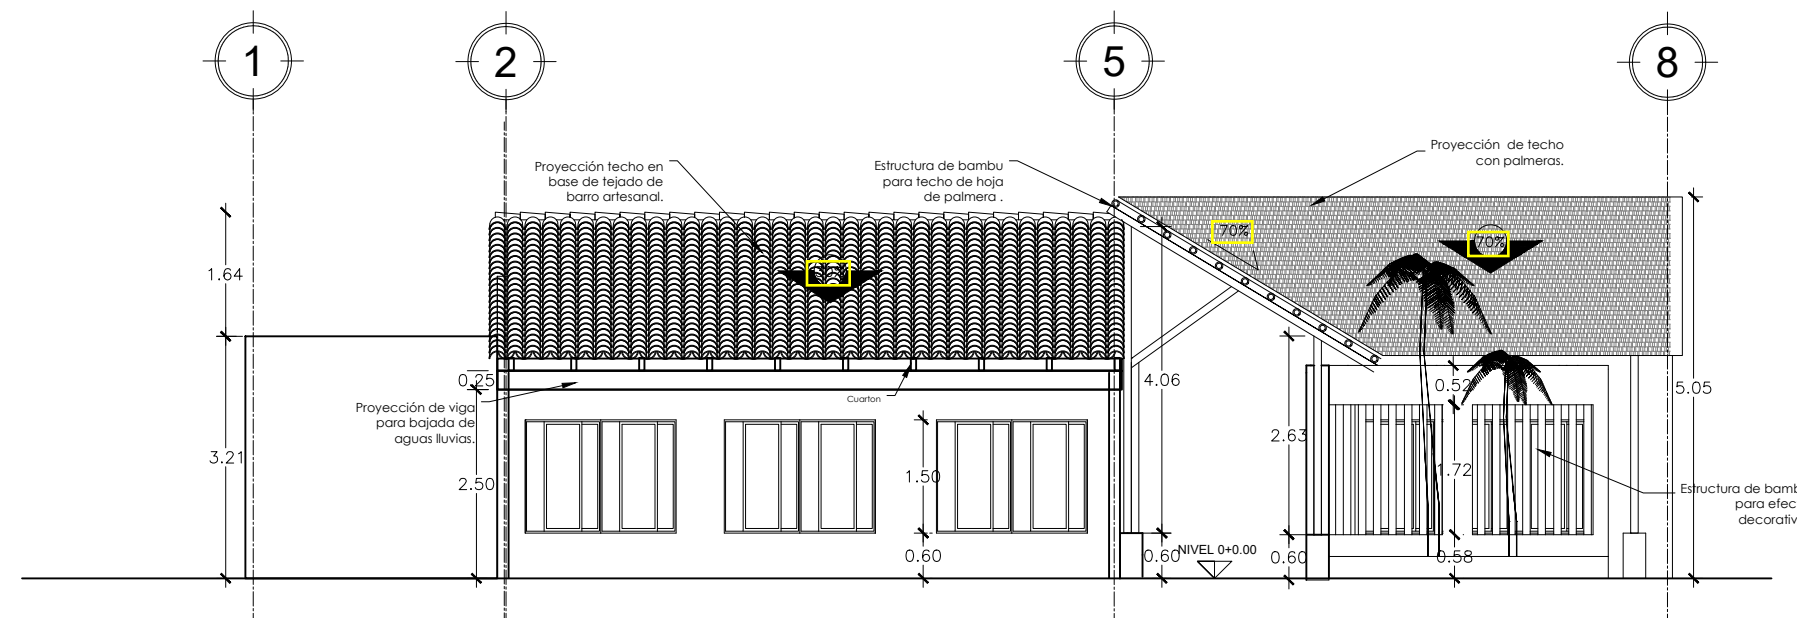 1
2
5
8
Proyección techo en
base de tejado de
barro artesanal.
Estructura de bambu
para techo de hoja
de palmera .
Proyección  de techo
con palmeras.
70%
70%
1.64
0.25
4.06
0.52
5.05
Cuarton
Proyección de viga
para bajada de
aguas lluvias.
3.21
2.50
1.50
2.63
1.72
Estructura de bamb
para efec
decorativ
0.60
0.60
NIVEL 0+0.00
0.60
0.58